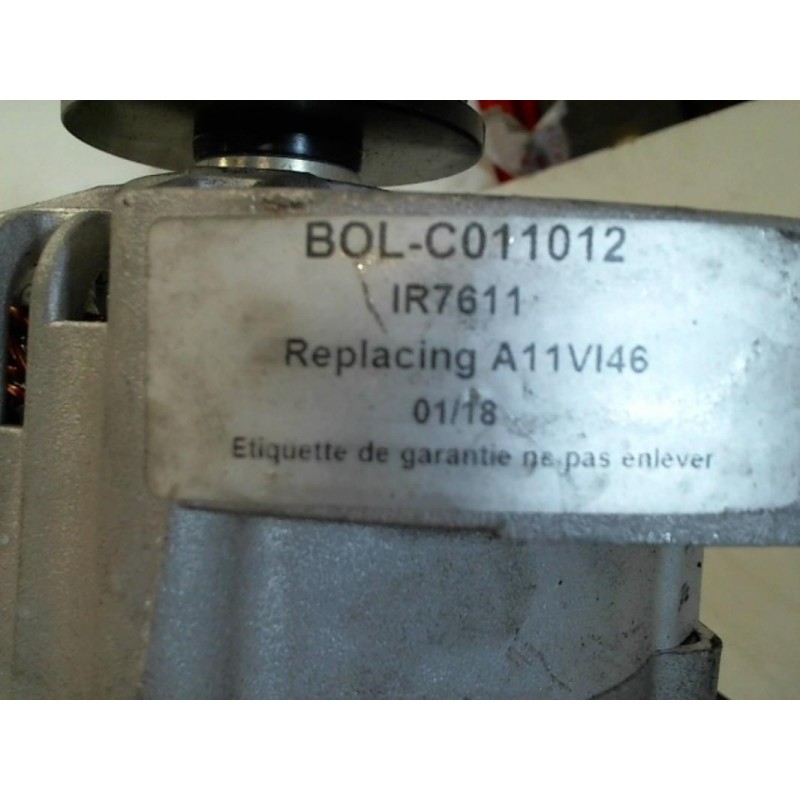 BOL-C011012
IR7611
Replacing A11VI46
01/18
Etiquette de garantie ne pas enlever